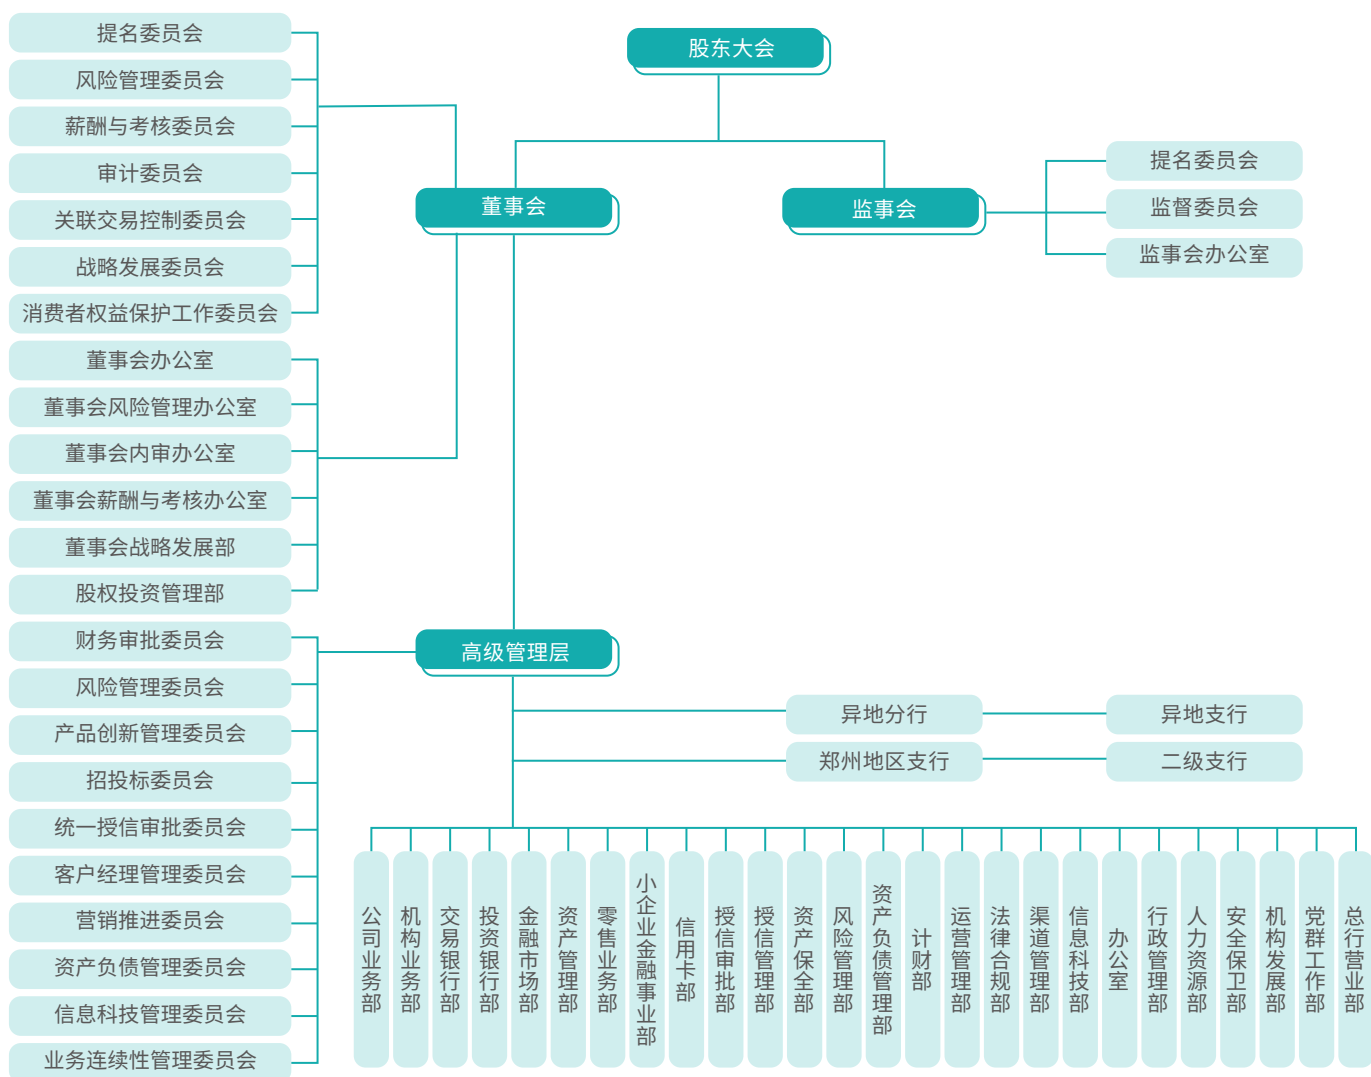 提名委员会
风险管理委员会
薪酬与考核委员会
审计委员会
关联交易控制委员会
战略发展委员会
消费者权益保护工作委员会
董事会办公室
董事会风险管理办公室
董事会内审办公室
董事会薪酬与考核办公室
董事会战略发展部
股权投资管理部
财务审批委员会
风险管理委员会
产品创新管理委员会
招投标委员会
统一授信审批委员会
客户经理管理委员会
营销推进委员会
资产负债管理委员会
信息科技管理委员会
业务连续性管理委员会
股东大会
董事会
监事会
提名委员会
监督委员会
监事会办公室
高级管理层
异地分行
异地支行
郑州地区支行
二级支行
公司业务部
机构业务部
交易银行部
投资银行部
金融市场部
资产管理部
零售业务部
小企业金融事业部
信用卡部
授信审批部
授信管理部
资产保全部
风险管理部
资产负债管理部
计财部
运营管理部
法律合规部
渠道管理部
信息科技部
办公室
行政管理部
人力资源部
安全保卫部
机构发展部
党群工作部
总行营业部